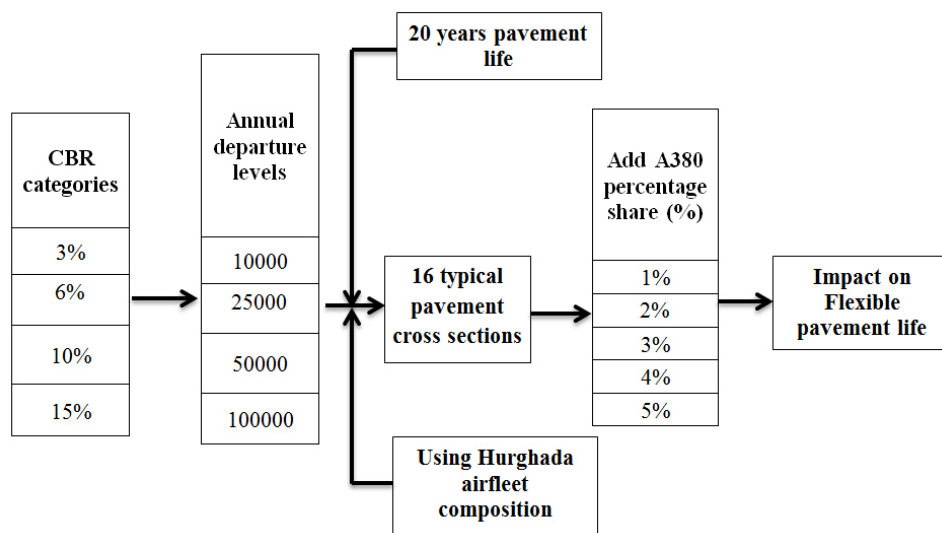 CBR
categories
3%
6%
10%
15%
Annual
departure
levels
10000
25000
50000
100000
20 years pavement
life
16 typical
pavement
cross sections
Using Hurghada
airfleet
composition
Add A380
percentage
share (%)
1%
2%
3%
4%
5%
Impact on
Flexible
pavement life